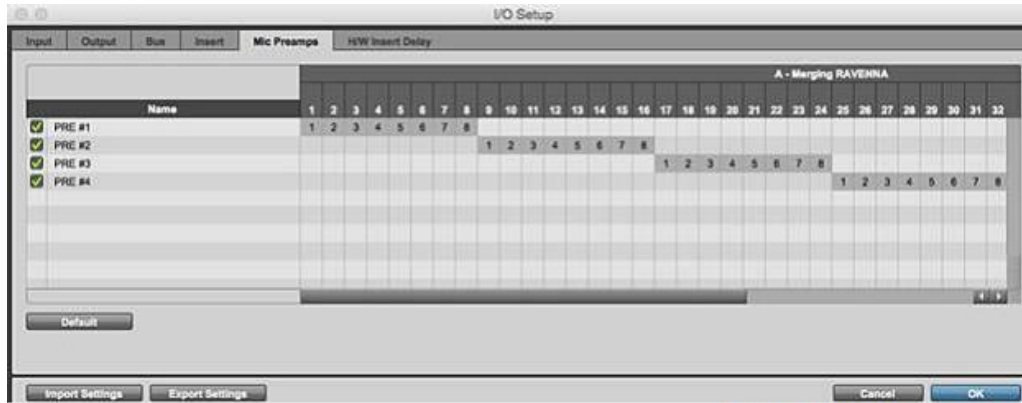 I/O Setup
Input Output Bus Insert Mic Preamps H/W Insert Delay
A - Merging RAVENNA
Name 1 2 3 4 5 6 7 8 9 10 11 12 13 14 15 16 17 18 19 20 21 22 23 24 25 26 27 28 29 30 31 32
PRE #1 1 2 3 4 5 6 7 8
PRE #2 1 2 3 4 5 6 7 8
PRE #3 1 2 3 4 5 6 7 8
PRE #4 1 2 3 4 5 6 7 8
Default
Import Settings Export Settings Cancel OK